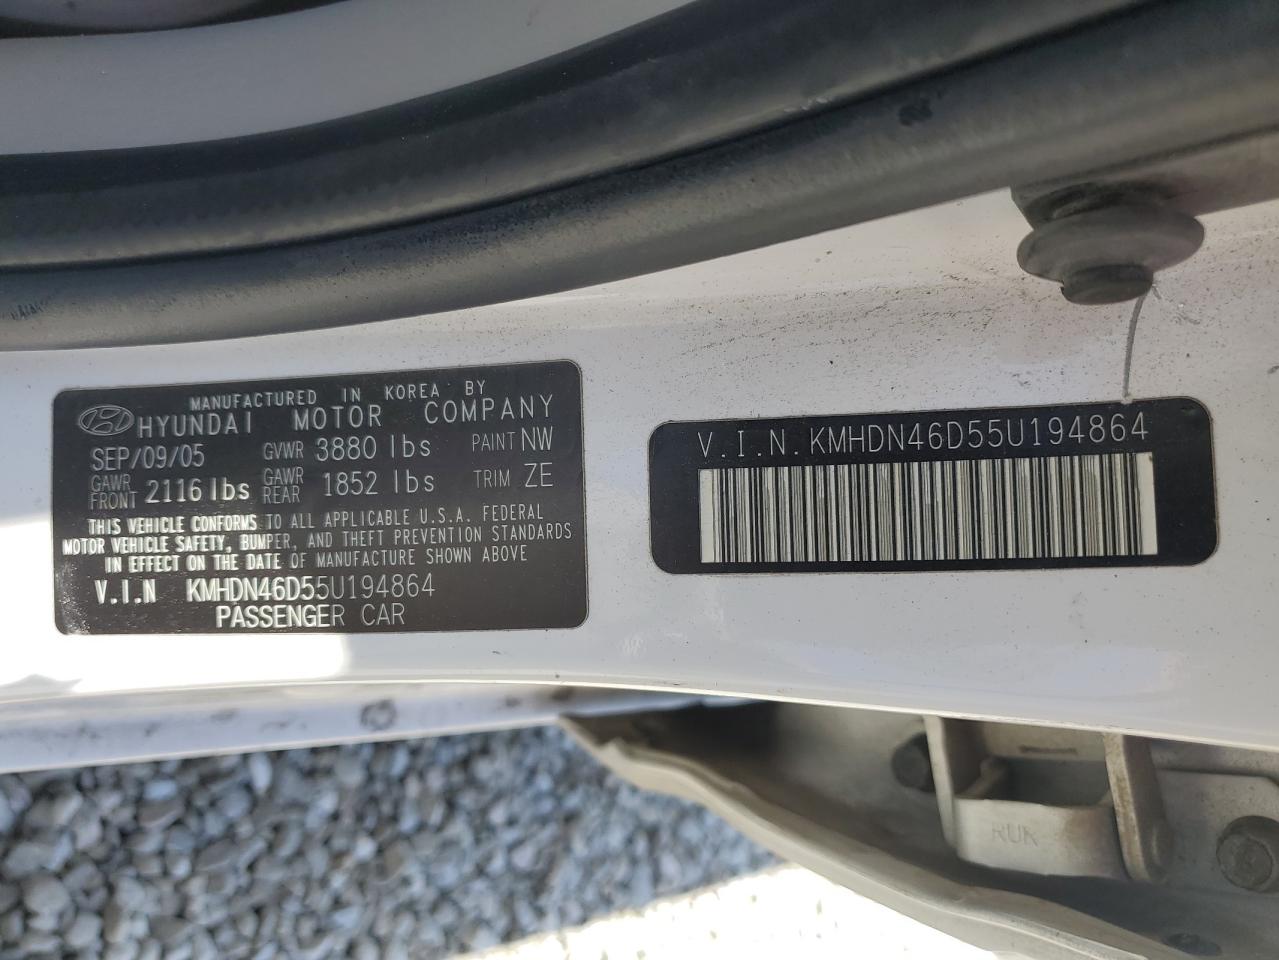 MANUFACTURED IN KOREA BY
HYUNDAI MOTOR COMPANY
SEP/09/05 GVWR 3880 lbs PAINT NW
GAWR FRONT 2116 lbs GAWR REAR 1852 lbs TRIM ZE
THIS VEHICLE CONFORMS TO ALL APPLICABLE U.S.A. FEDERAL
MOTOR VEHICLE SAFETY, BUMPER, AND THEFT PREVENTION STANDARDS
IN EFFECT ON THE DATE OF MANUFACTURE SHOWN ABOVE
V.I.N KMHDN46D55U194864
PASSENGER CAR
V.I.N. KMHDN46D55U194864